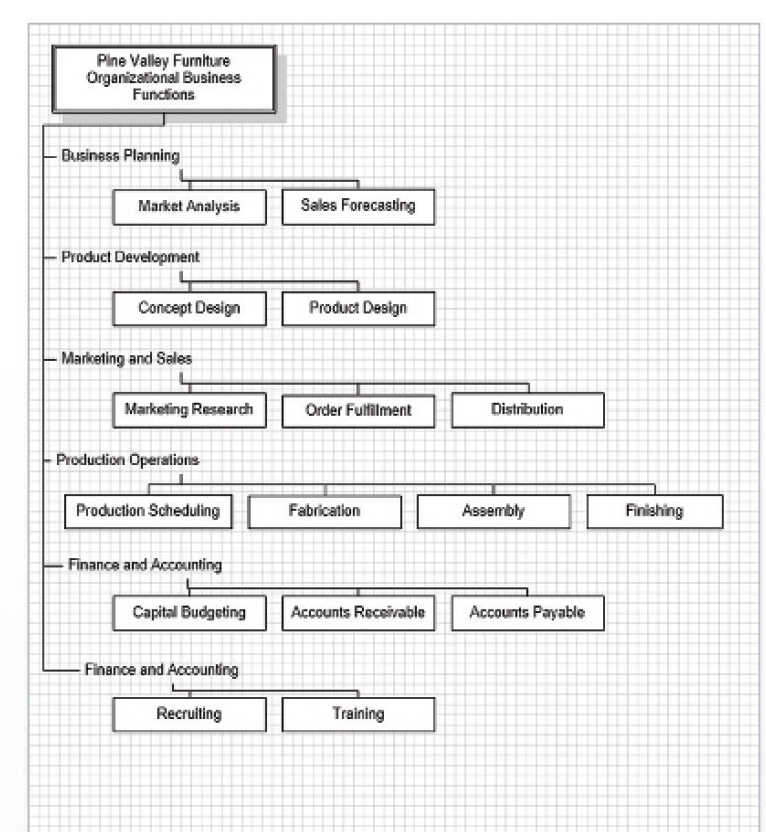 Pine Valley Furniture
Organizational Business
Functions
Business Planning
Market Analysis
Sales Forecasting
Product Development
Concept Design
Product Design
Marketing and Sales
Marketing Research
Order Fulfillment
Distribution
Production Operations
Production Scheduling
Fabrication
Assembly
Finishing
Finance and Accounting
Capital Budgeting
Accounts Receivable
Accounts Payable
Finance and Accounting
Recruiting
Training